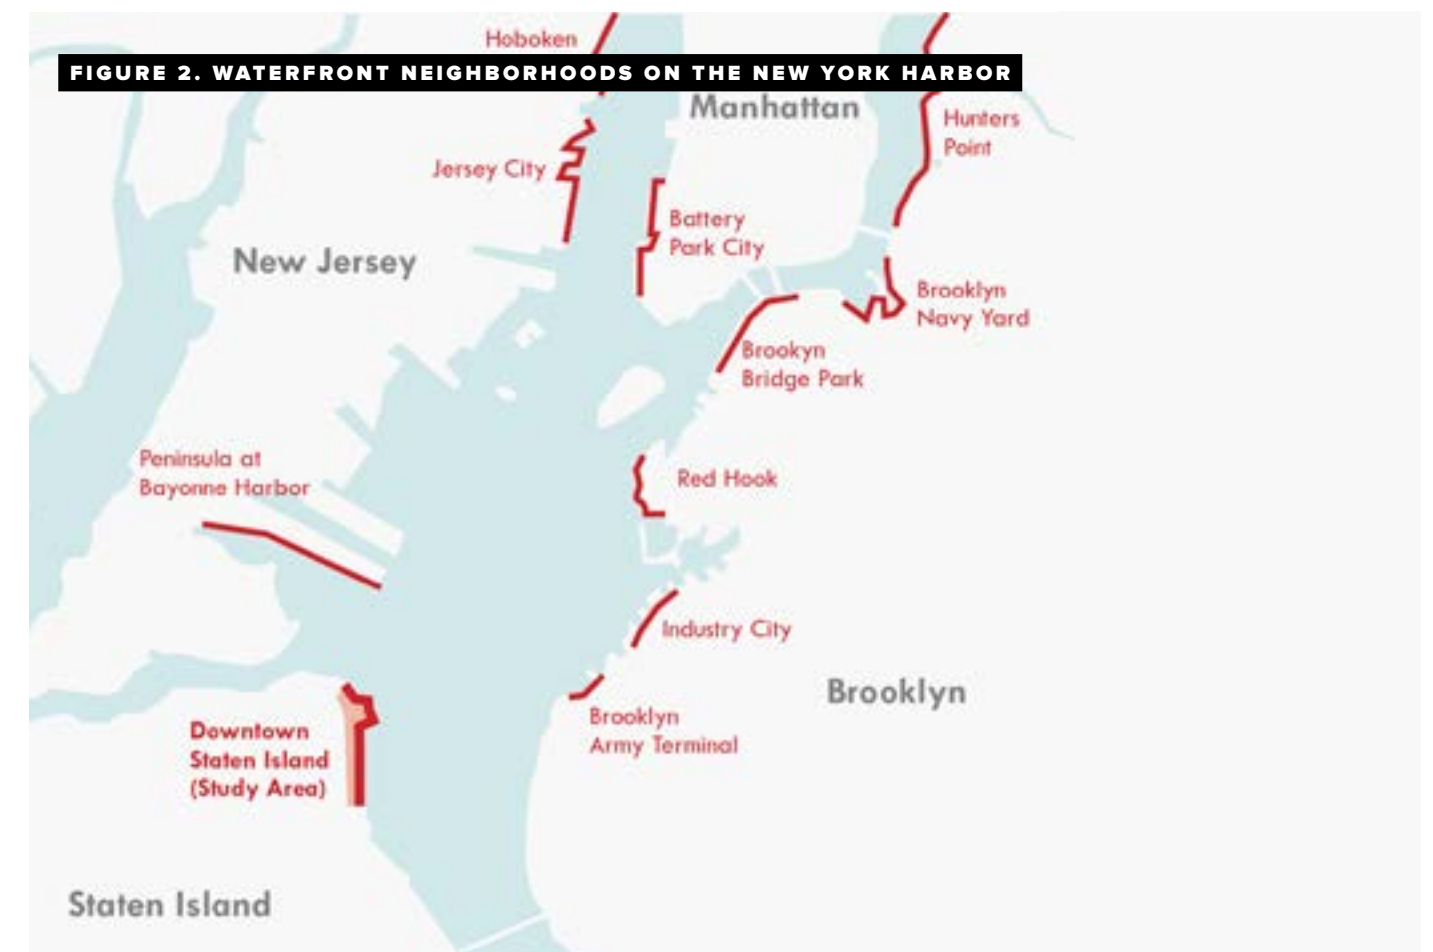 Hoboken
FIGURE 2. WATERFRONT NEIGHBORHOODS ON THE NEW YORK HARBOR
Manhattan
Hunters
Point
Jersey City
Battery
Park City
New Jersey
Brooklyn
Navy Yard
Brookyn
Bridge Park
Peninsula at
Bayonne Harbor
Red Hook
Industry City
Brooklyn
Brooklyn
Army Terminal
Downtown
Staten Island
(Study Area)
Staten Island